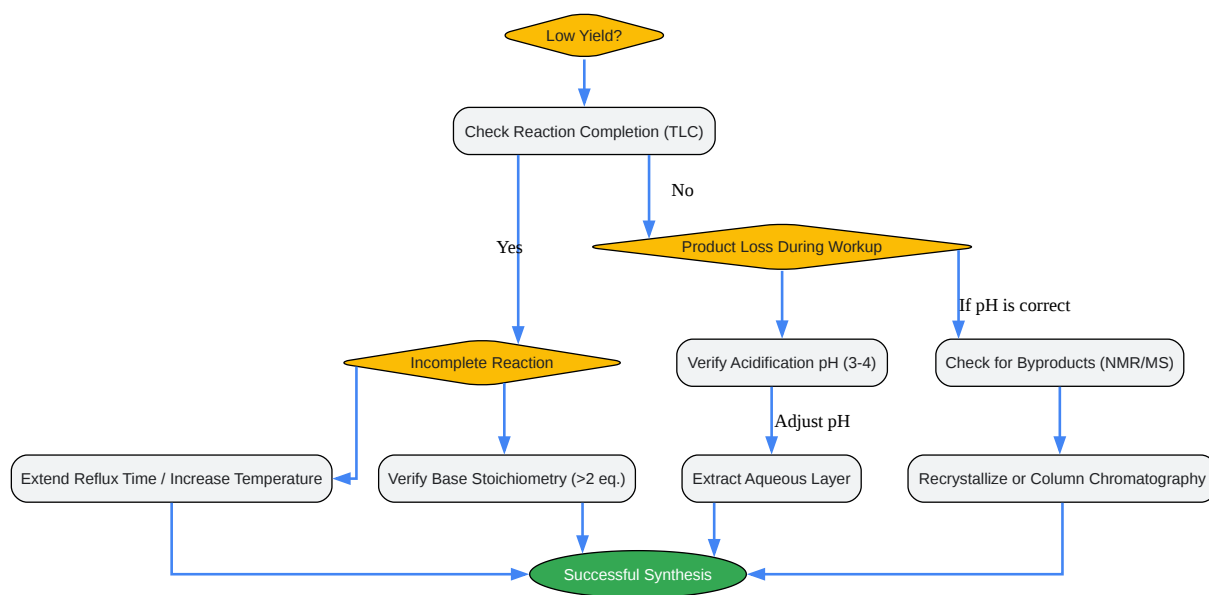 Low Yield?
Check Reaction Completion (TLC)
No
Yes
Product Loss During Workup
If pH is correct
Incomplete Reaction
Verify Acidification pH (3-4)
Check for Byproducts (NMR/MS)
Adjust pH
Extend Reflux Time / Increase Temperature
Verify Base Stoichiometry (>2 eq.)
Extract Aqueous Layer
Recrystallize or Column Chromatography
Successful Synthesis